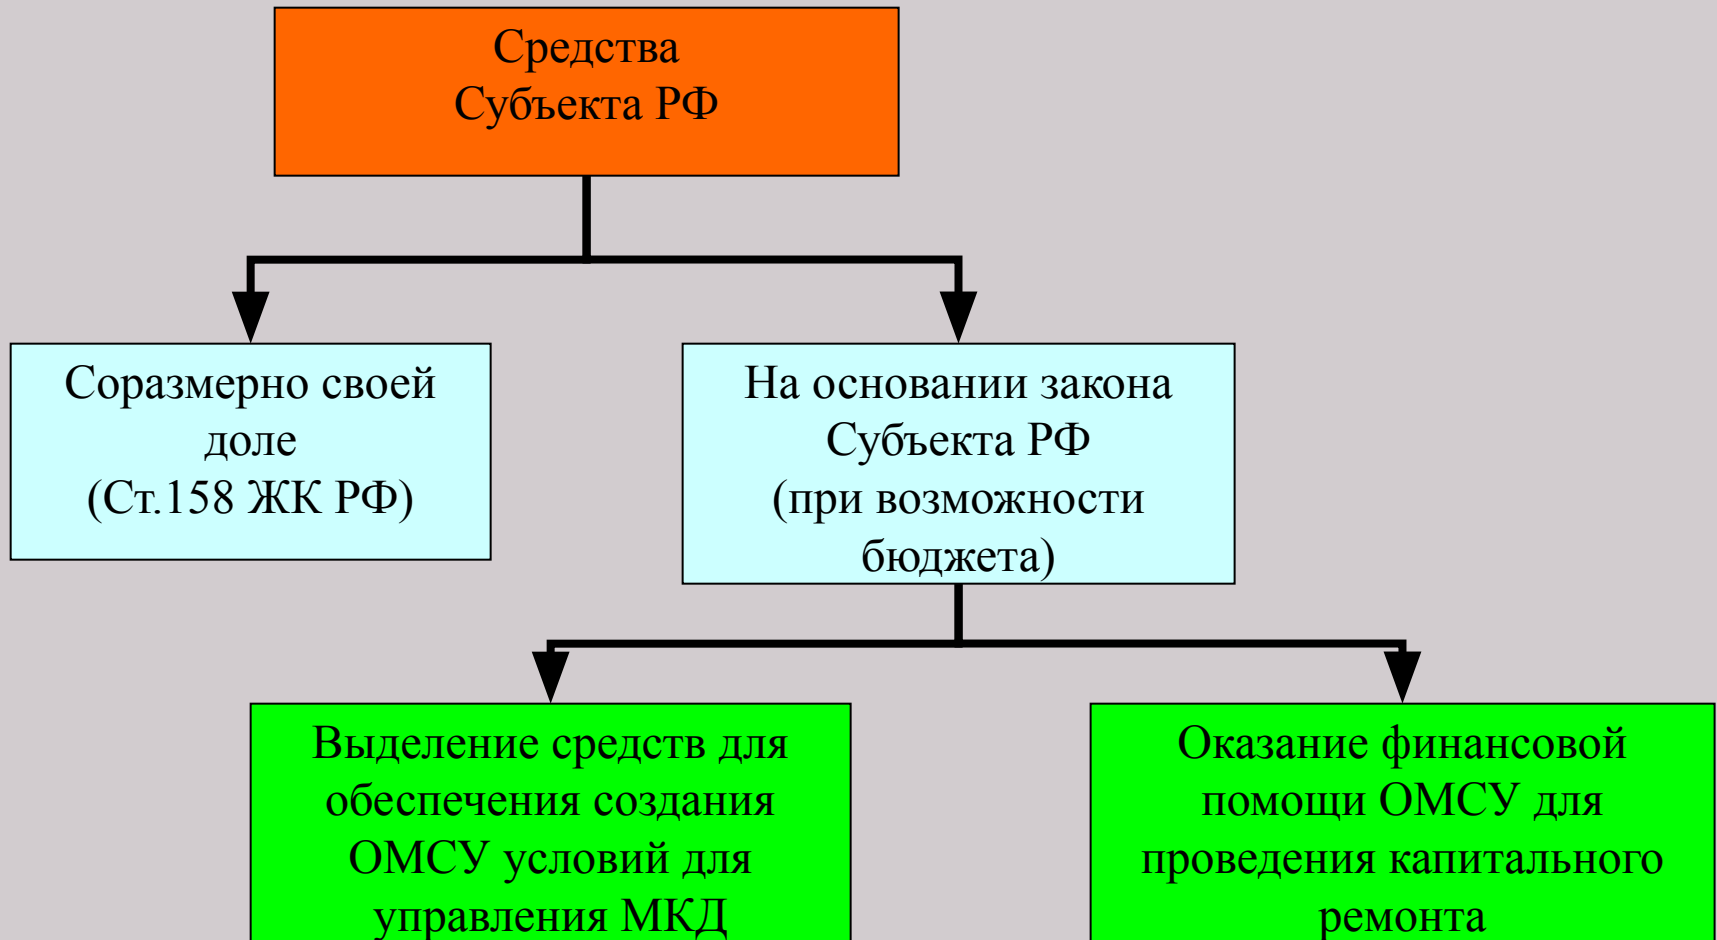 Средства
Субъекта РФ
Соразмерно своей
доле
(Ст.158 ЖК РФ)
На основании закона
Субъекта РФ
(при возможности
бюджета)
Выделение средств для
обеспечения создания
ОМСУ условий для
управления МКД
Оказание финансовой
помощи ОМСУ для
проведения капитального
ремонта